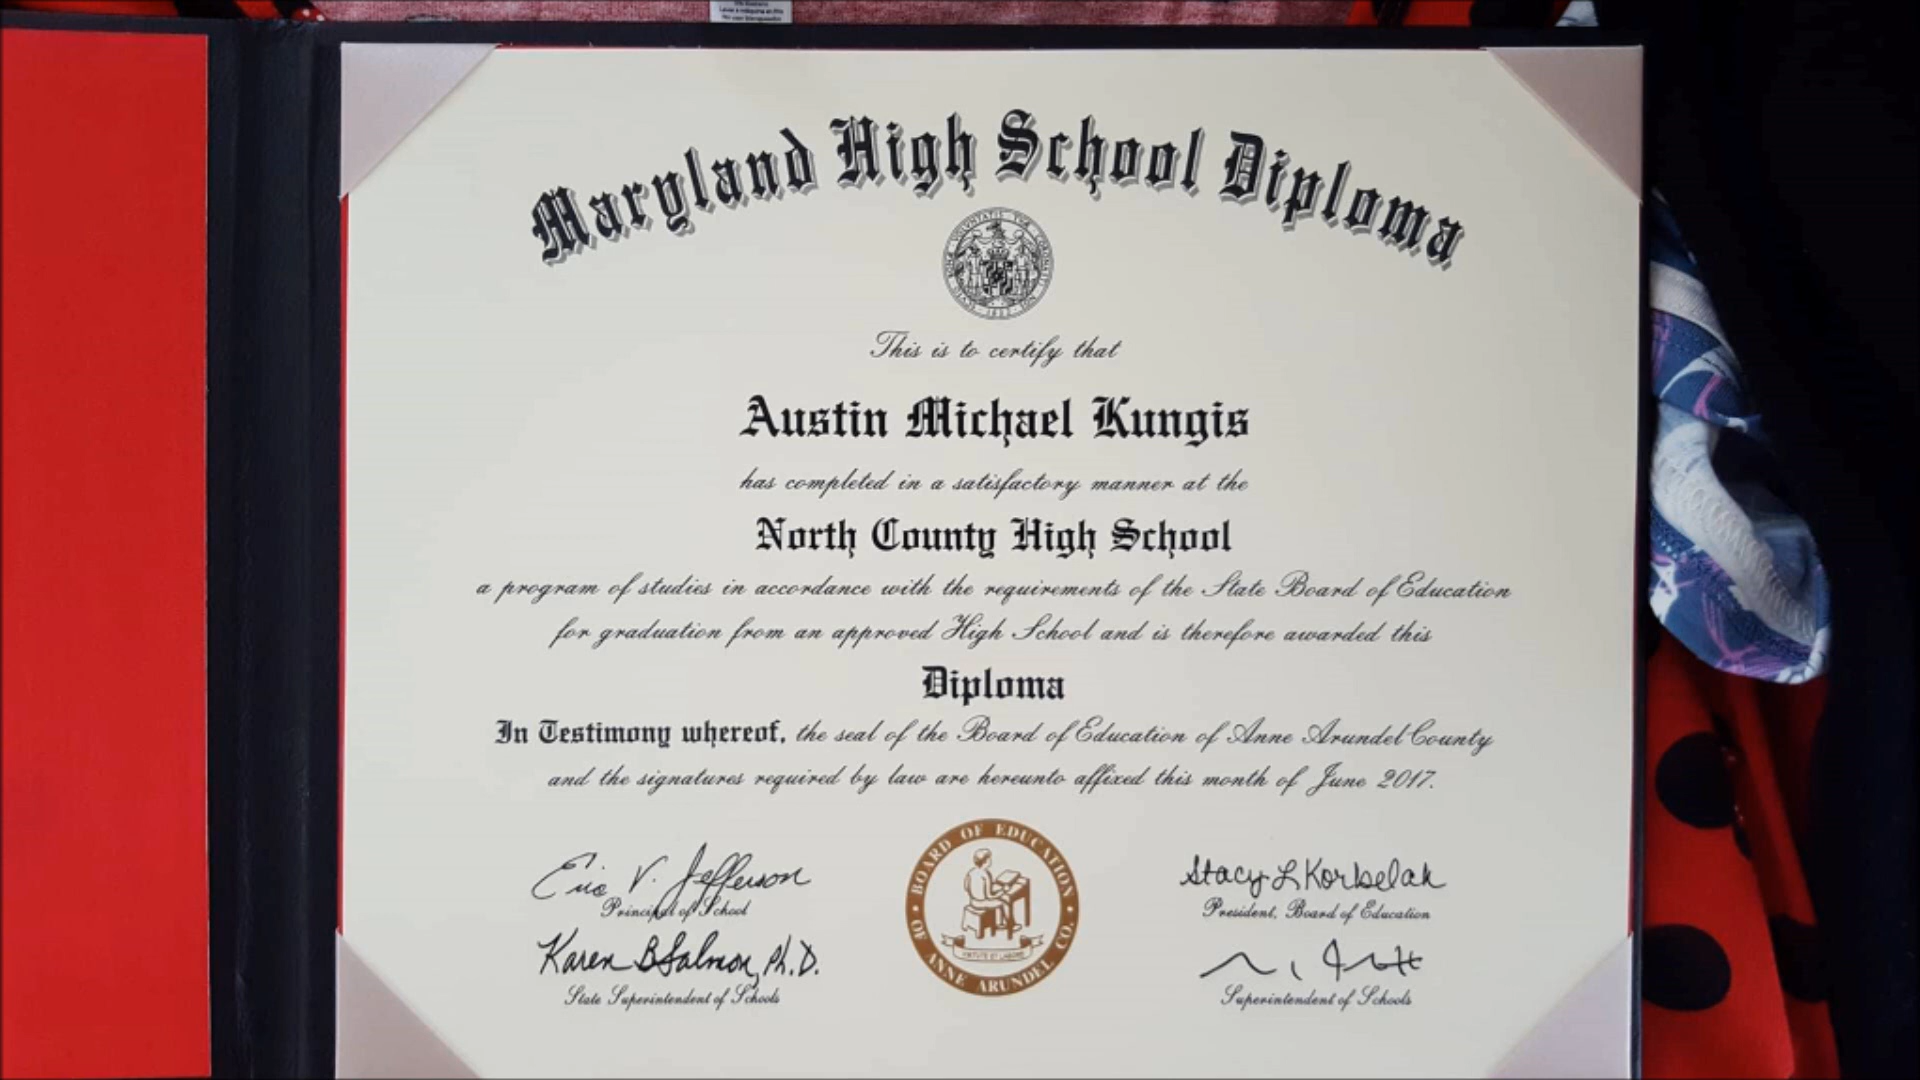 Maryland High School Diploma
This is to certify that
Austin Michael Kungis
has completed in a satisfactory manner at the
North County High School
a program of studies in accordance with the requirements of the State Board of Education
for graduation from an approved High School and is therefore awarded this
Diploma
In Testimony whereof, the seal of the Board of Education of Anne Arundel County
and the signatures required by law are hereunto affixed this month of June 2017.
Eric V. Jefferson
Principal of School
Stacy L Korbelak
President, Board of Education
BOARD OF EDUCATION
OF ANNE ARUNDEL CO.
Karen B Salmon, Ph.D.
State Superintendent of Schools
Superintendent of Schools